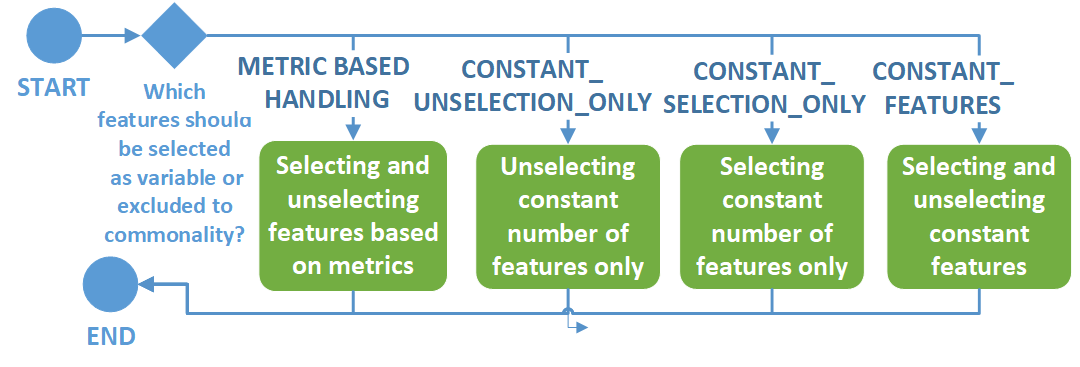 START
Which
features should
be selected
as variable or
excluded to
commonality?
METRIC BASED
HANDLING
CONSTANT_
UNSELECTION_ONLY
CONSTANT_
SELECTION_ONLY
CONSTANT_
FEATURES
Selecting and
unselecting
features based
on metrics
Unselecting
constant
number of
features only
Selecting
constant
number of
features only
Selecting and
unselecting
constant
features
END